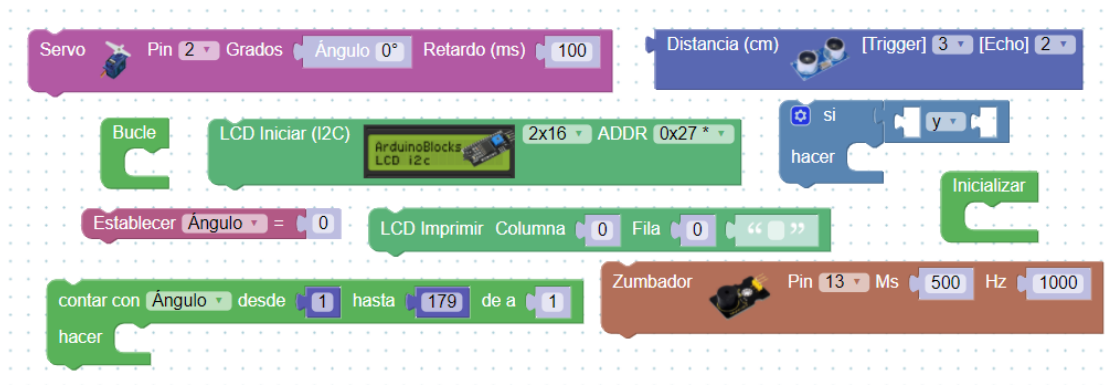 Servo Pin 2 Grados Ángulo 0° Retardo (ms) 100
Distancia (cm) [Trigger] 3 [Echo] 2
Bucle
LCD Iniciar (I2C) ArduinoBlocks LCD i2c 2x16 ADDR 0x27 *
si y
hacer
Inicializar
Establecer Ángulo = 0
LCD Imprimir Columna 0 Fila 0 “ ”
Zumbador Pin 13 Ms 500 Hz 1000
contar con Ángulo desde 1 hasta 179 de a 1
hacer